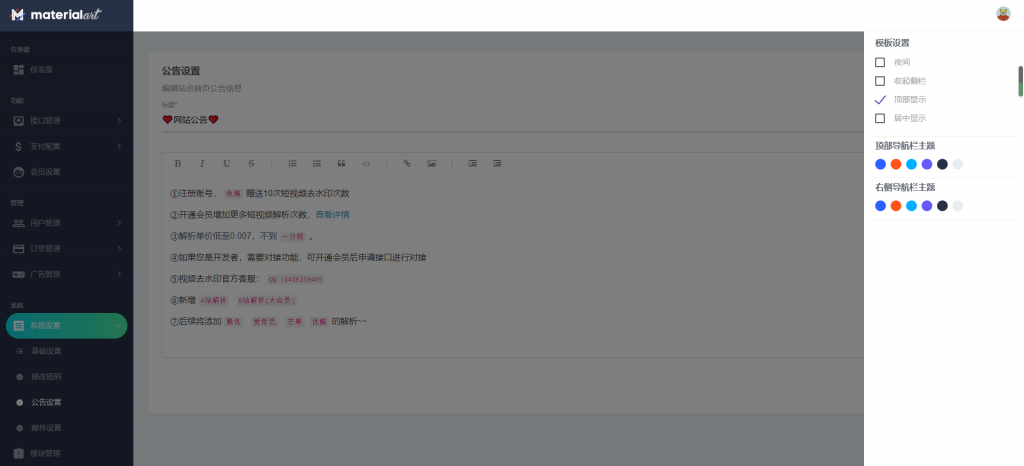 materialart
仪表盘
仪表盘
功能
接口管理
支付配置
会员设置
管理
用户管理
订单管理
广告管理
系统
系统设置
基础设置
修改密码
公告设置
邮件设置
模块管理
公告设置
编辑站点首页公告信息
标题*
网站公告
B I U S
①注册账号， 免费 赠送10次短视频去水印次数
②开通会员增加更多短视频解析次数，查看详情
③解析单价低至0.007，不到 一分钱 。
④如果您是开发者，需要对接功能，可开通会员后申请接口进行对接
⑤视频去水印官方客服： QQ :1426239465
⑥新增 A站解析 B站解析(大会员)
⑦后续将添加 腾讯 爱奇艺 芒果 优酷 的解析~~
模板设置
夜间
收起侧栏
顶部显示
居中显示
顶部导航栏主题
右侧导航栏主题